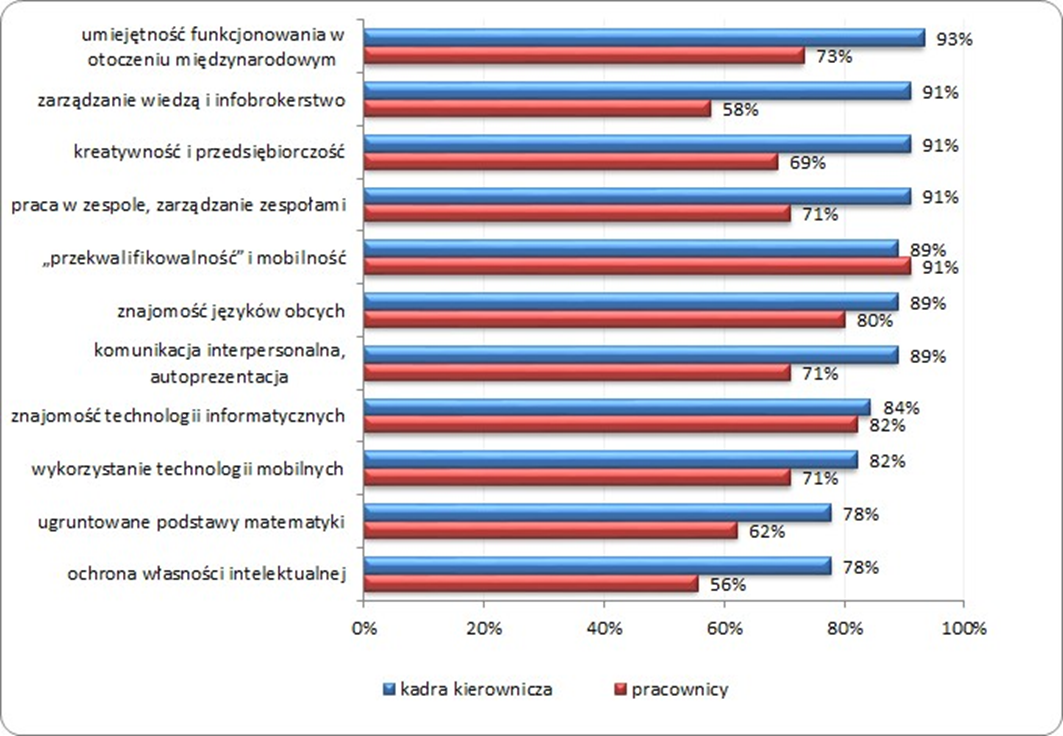 umiejętność funkcjonowania w
otoczeniu międzynarodowym
93%
73%
zarządzanie wiedzą i infobrokerstwo
91%
58%
kreatywność i przedsiębiorczość
91%
69%
praca w zespole, zarządzanie zespołami
91%
71%
„przekwalifikowalność” i mobilność
89%
91%
znajomość języków obcych
89%
80%
komunikacja interpersonalna,
autoprezentacja
89%
71%
znajomość technologii informatycznych
84%
82%
wykorzystanie technologii mobilnych
82%
71%
ugruntowane podstawy matematyki
78%
62%
ochrona własności intelektualnej
78%
56%
0% 20% 40% 60% 80% 100%
kadra kierownicza pracownicy